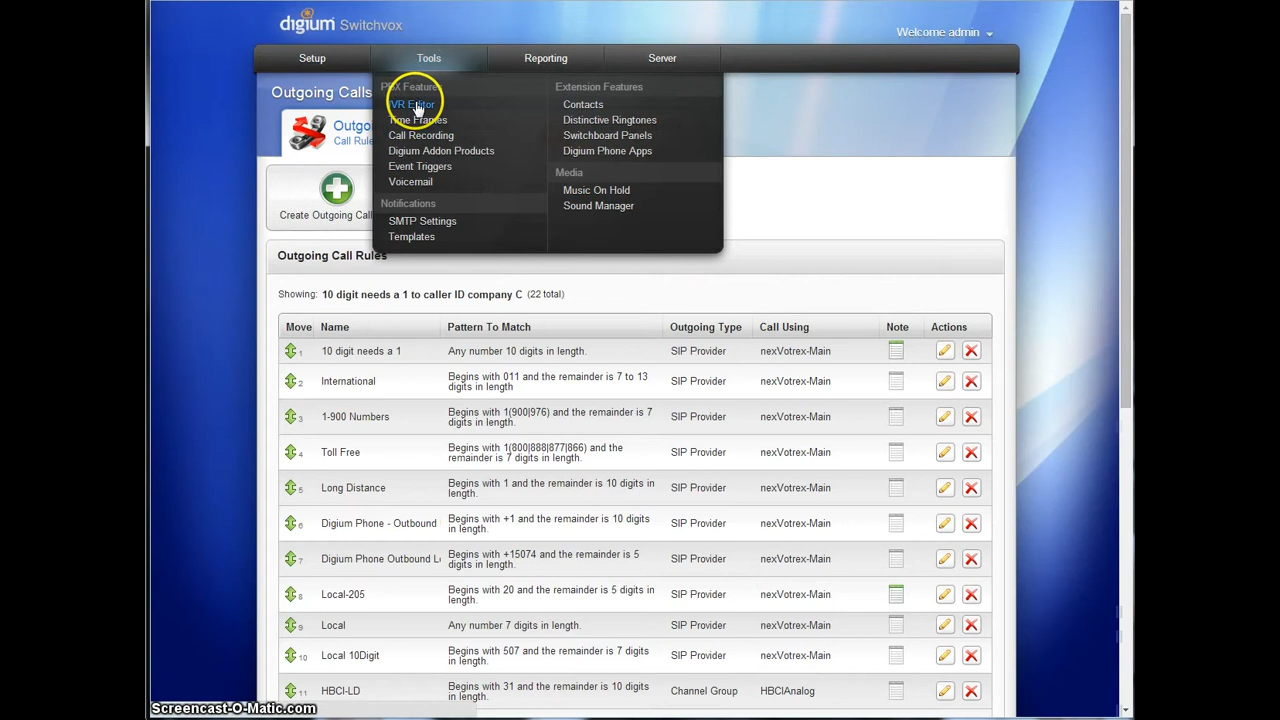 digium Switchvox
Welcome admin
Setup Tools Reporting Server
Outgoing Calls
PBX Features
IVR Editor
Time Frames
Call Recording
Digium Addon Products
Event Triggers
Voicemail
Notifications
SMTP Settings
Templates
Extension Features
Contacts
Distinctive Ringtones
Switchboard Panels
Digium Phone Apps
Media
Music On Hold
Sound Manager
Outgo
Call Rules
Create Outgoing Call
Outgoing Call Rules
Showing: 10 digit needs a 1 to caller ID company C (22 total)
Move Name Pattern To Match Outgoing Type Call Using Note Actions
1 10 digit needs a 1 Any number 10 digits in length. SIP Provider nexVotrex-Main
2 International Begins with 011 and the remainder is 7 to 13
digits in length SIP Provider nexVotrex-Main
3 1-900 Numbers Begins with 1(900|976) and the remainder is 7
digits in length. SIP Provider nexVotrex-Main
4 Toll Free Begins with 1(800|888|877|866) and the
remainder is 7 digits in length. SIP Provider nexVotrex-Main
5 Long Distance Begins with 1 and the remainder is 10 digits in
length. SIP Provider nexVotrex-Main
6 Digium Phone - Outbound Begins with +1 and the remainder is 10 digits
in length. SIP Provider nexVotrex-Main
7 Digium Phone Outbound Lo Begins with +15074 and the remainder is 5
digits in length. SIP Provider nexVotrex-Main
8 Local-205 Begins with 20 and the remainder is 5 digits in
length. SIP Provider nexVotrex-Main
9 Local Any number 7 digits in length. SIP Provider nexVotrex-Main
10 Local 10Digit Begins with 507 and the remainder is 7 digits
in length. SIP Provider nexVotrex-Main
11 HBCI-LD Begins with 31 and the remainder is 10 digits
in length. Channel Group HBCIAnalog
Screencast-O-Matic.com